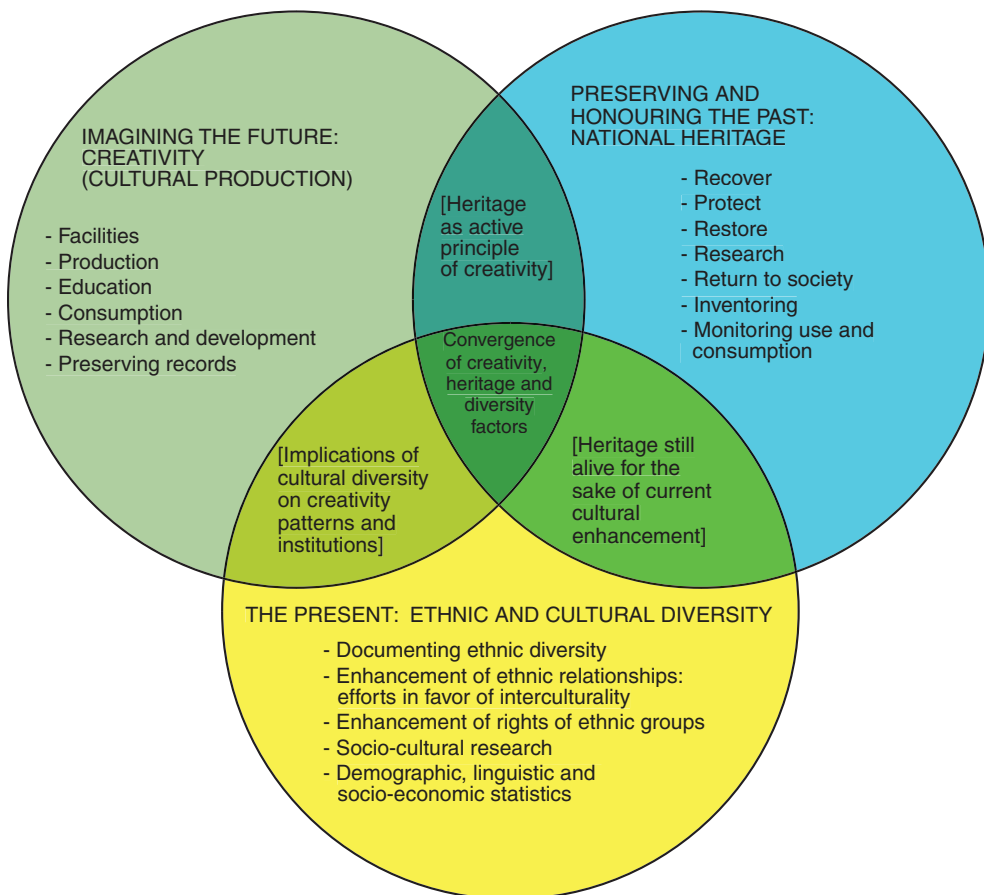 IMAGINING THE FUTURE:
CREATIVITY
(CULTURAL PRODUCTION)
- Facilities
- Production
- Education
- Consumption
- Research and development
- Preserving records
PRESERVING AND
HONOURING THE PAST:
NATIONAL HERITAGE
- Recover
- Protect
- Restore
- Research
- Return to society
- Inventoring
- Monitoring use and
consumption
[Heritage
as active
principle
of creativity]
Convergence
of creativity,
heritage and
diversity
factors
[Implications of
cultural diversity
on creativity
patterns and
institutions]
[Heritage still
alive for the
sake of current
cultural
enhancement]
THE PRESENT: ETHNIC AND CULTURAL DIVERSITY
- Documenting ethnic diversity
- Enhancement of ethnic relationships:
efforts in favor of interculturality
- Enhancement of rights of ethnic groups
- Socio-cultural research
- Demographic, linguistic and
socio-economic statistics